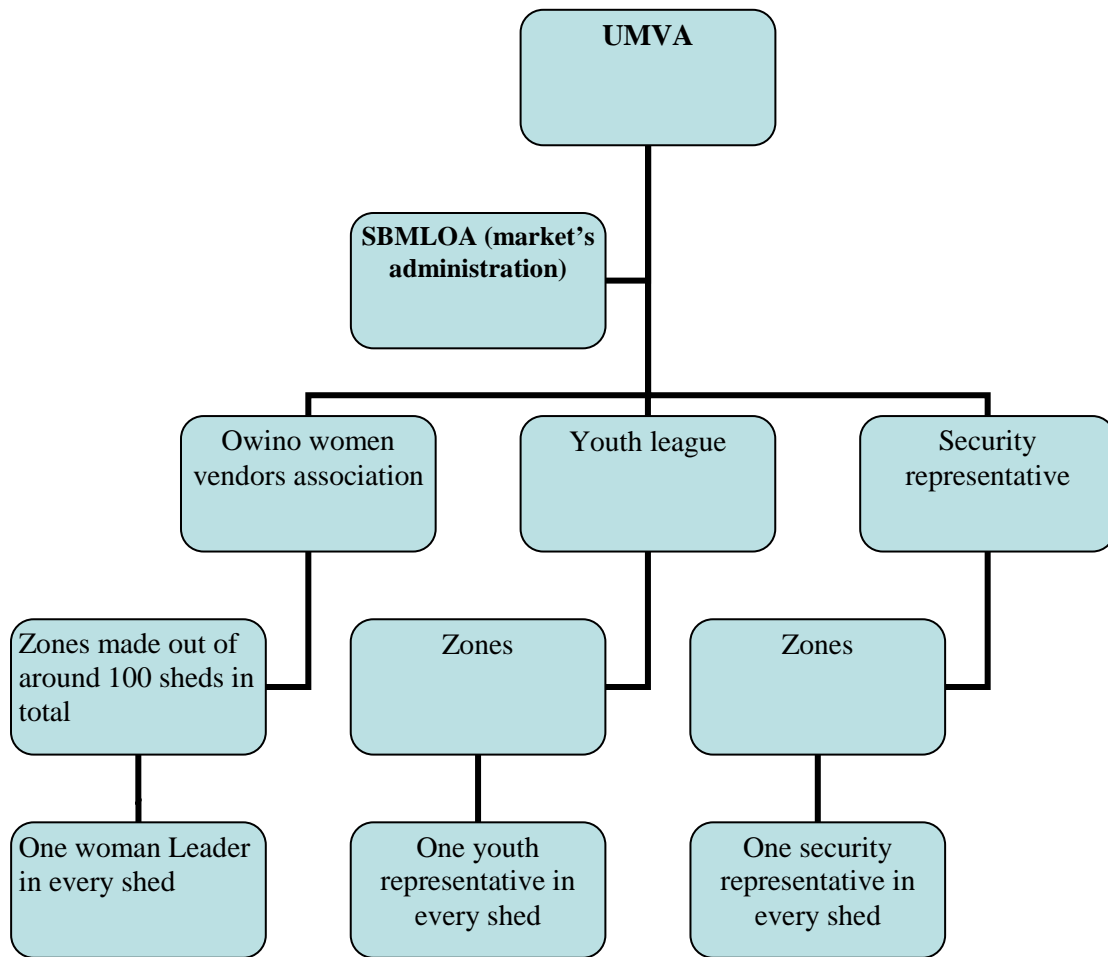 UMVA
SBMLOA (market’s
administration)
Owino women
vendors association
Youth league
Security
representative
Zones made out of
around 100 sheds in
total
Zones
Zones
One woman Leader
in every shed
One youth
representative in
every shed
One security
representative in
every shed